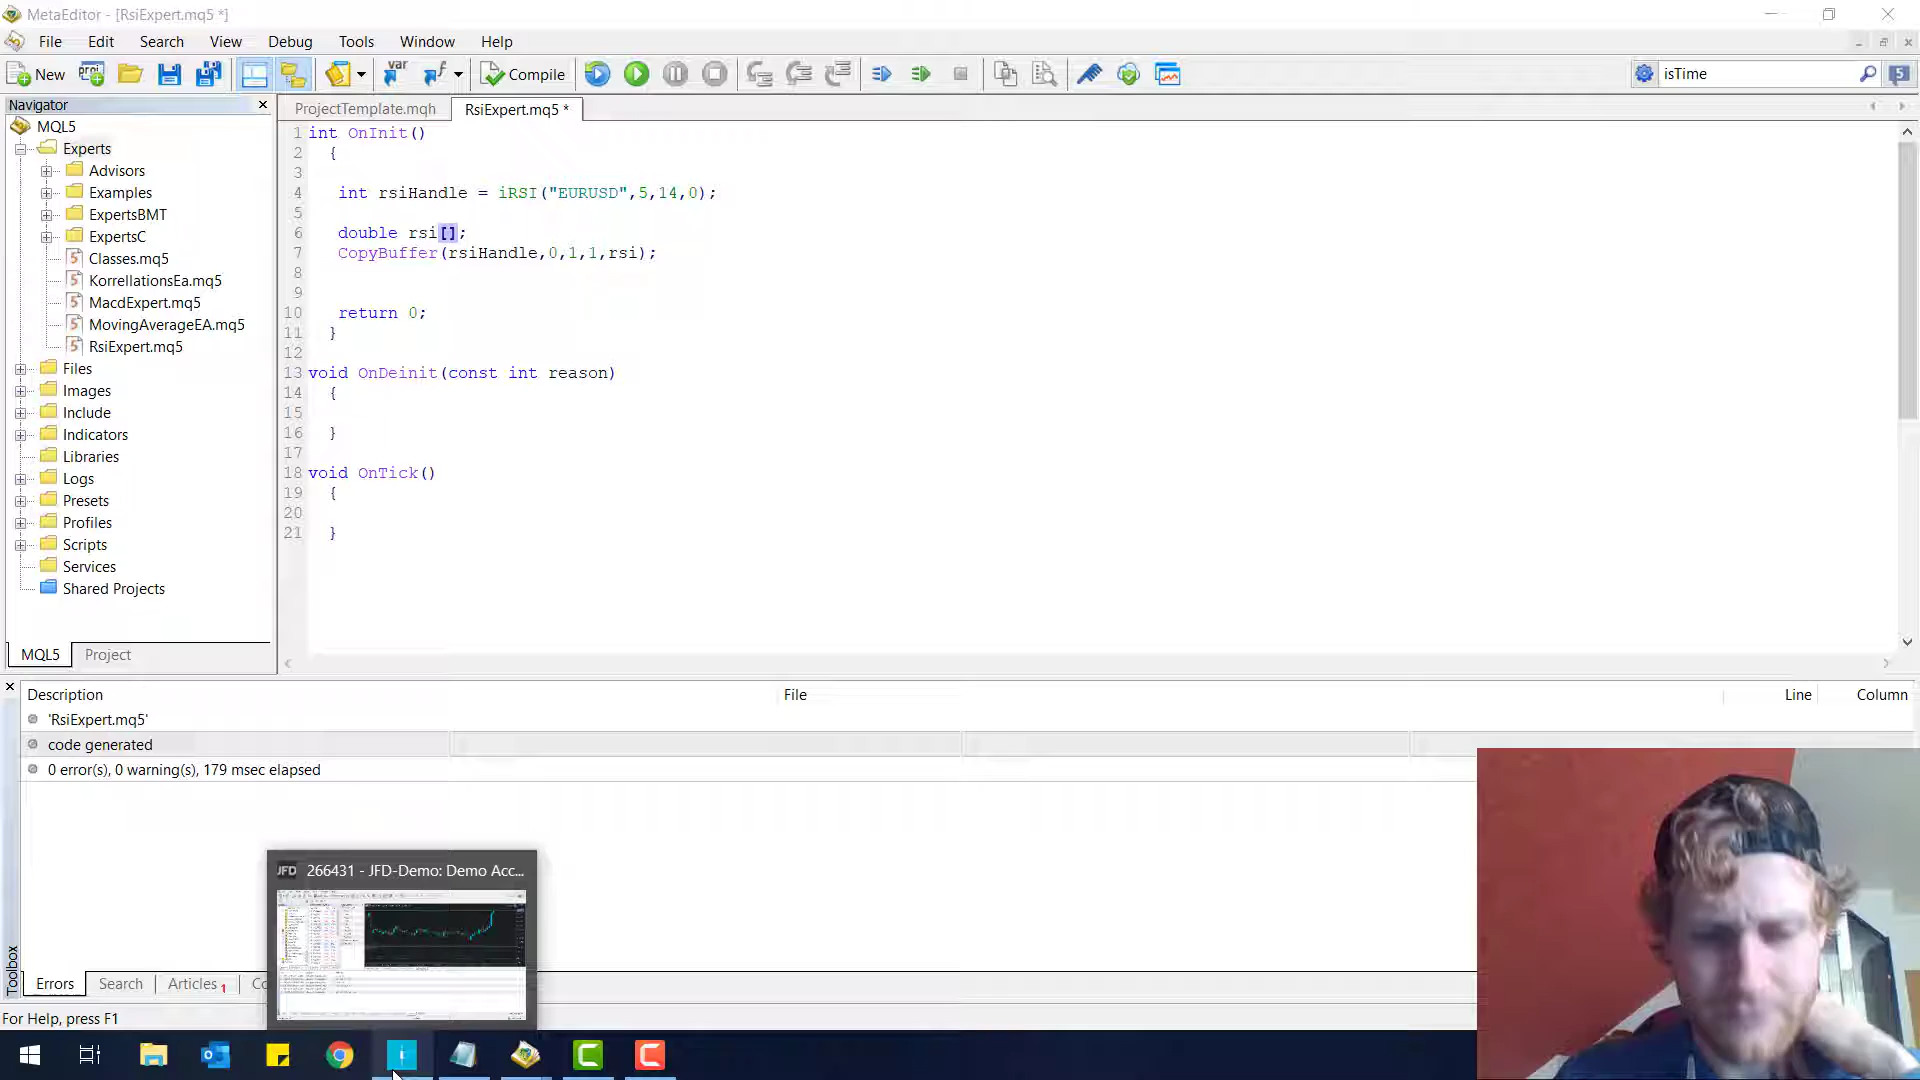 MetaEditor - [RsiExpert.mq5 *]
File Edit Search View Debug Tools Window Help
New Compile isTime 5
Navigator
ProjectTemplate.mqh RsiExpert.mq5 *
MQL5
Experts
Advisors
Examples
ExpertsBMT
ExpertsC
Classes.mq5
KorrellationsEa.mq5
MacdExpert.mq5
MovingAverageEA.mq5
RsiExpert.mq5
Files
Images
Include
Indicators
Libraries
Logs
Presets
Profiles
Scripts
Services
Shared Projects
MQL5 Project
1 int OnInit()
2 {
3
4 int rsiHandle = iRSI("EURUSD",5,14,0);
5
6 double rsi[];
7 CopyBuffer(rsiHandle,0,1,1,rsi);
8
9
10 return 0;
11 }
12
13 void OnDeinit(const int reason)
14 {
15
16 }
17
18 void OnTick()
19 {
20
21 }
Description File Line Column
'RsiExpert.mq5'
code generated
0 error(s), 0 warning(s), 179 msec elapsed
JFD 266431 - JFD-Demo: Demo Acc...
Toolbox
Errors Search Articles 1 Co
For Help, press F1